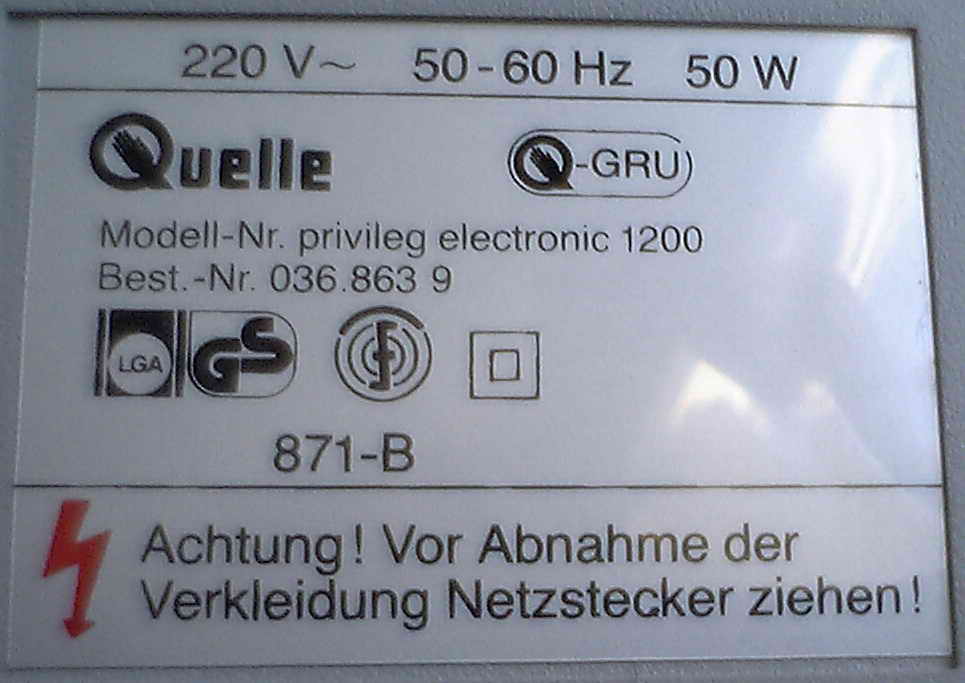 220 V~ 50-60 Hz 50 W
Quelle Q-GRU
Modell-Nr. privileg electronic 1200
Best.-Nr. 036.863 9
LGA GS
871-B
Achtung! Vor Abnahme der
Verkleidung Netzstecker ziehen!